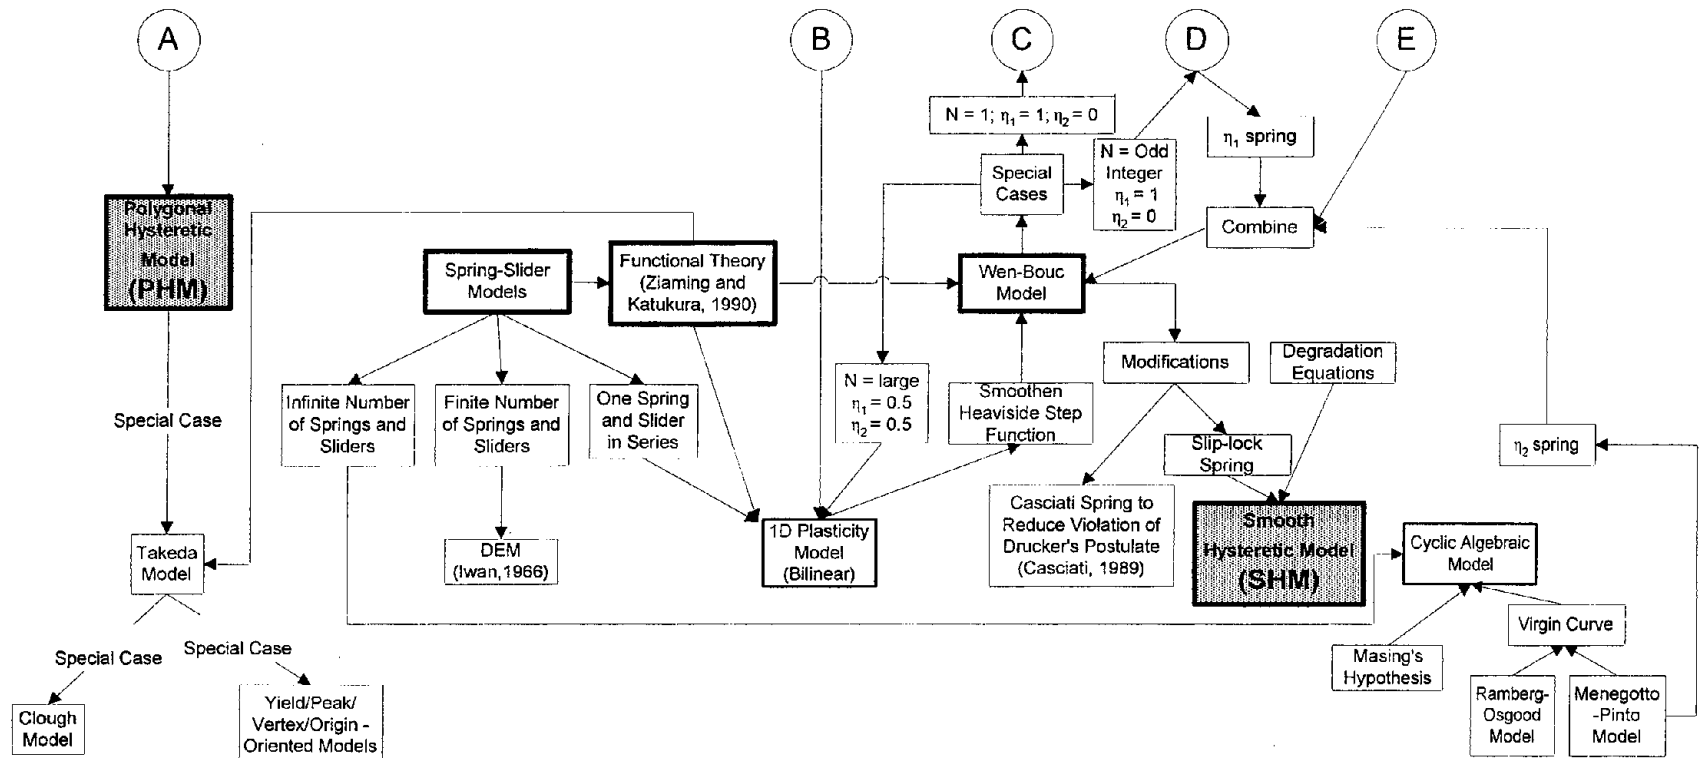 A
B
C
D
E
N = 1; η1 = 1; η2 = 0
Special
Cases
N = Odd
Integer
η1 = 1
η2 = 0
η1 spring
Combine
Polygonal
Hysteretic
Model
(PHM)
Spring-Slider
Models
Functional Theory
(Ziaming and
Katukura, 1990)
Wen-Bouc
Model
Modifications
Degradation
Equations
Special Case
Infinite Number
of Springs and
Sliders
Finite Number
of Springs and
Sliders
One Spring
and Slider
in Series
N = large
η1 = 0.5
η2 = 0.5
Smoothen
Heaviside Step
Function
Slip-lock
Spring
η2 spring
Takeda
Model
DEM
(Iwan,1966)
1D Plasticity
Model
(Bilinear)
Casciati Spring to
Reduce Violation of
Drucker's Postulate
(Casciati, 1989)
Smooth
Hysteretic Model
(SHM)
Cyclic Algebraic
Model
Virgin Curve
Special Case
Special Case
Masing's
Hypothesis
Clough
Model
Yield/Peak/
Vertex/Origin -
Oriented Models
Ramberg-
Osgood
Model
Menegotto
-Pinto
Model